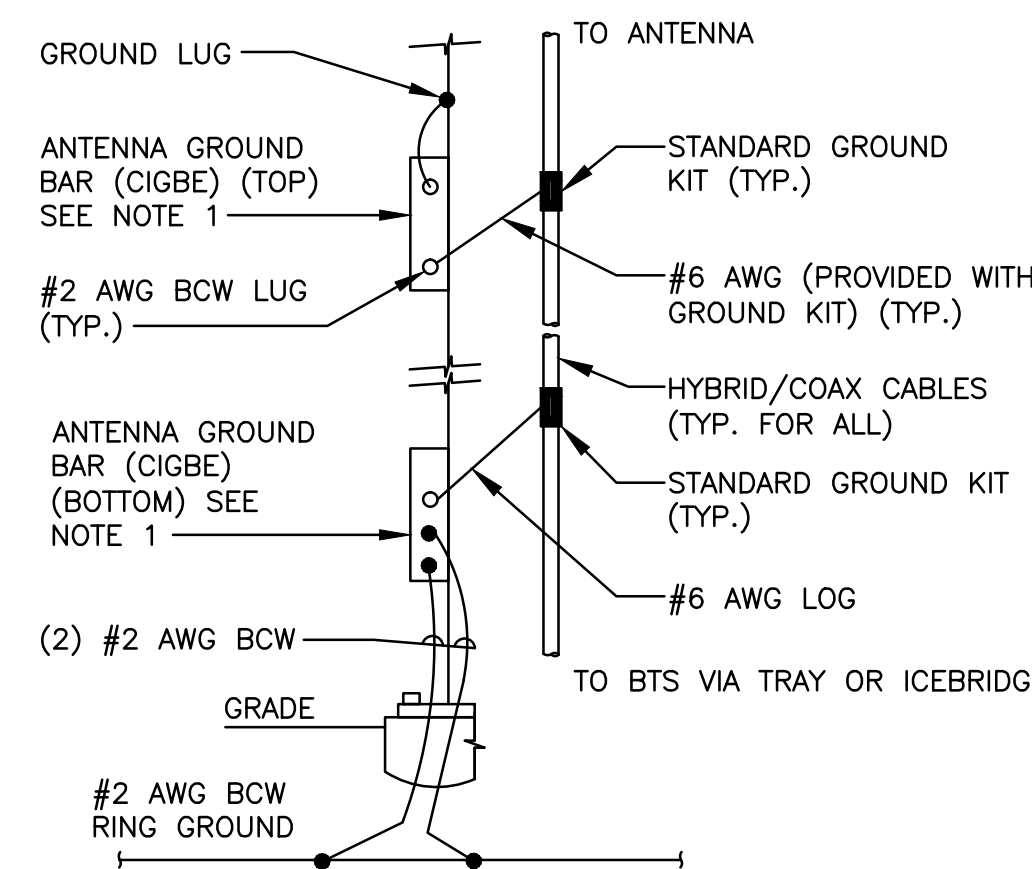 TO ANTENNA
GROUND LUG
ANTENNA GROUND
BAR (CIGBE) (TOP)
SEE NOTE 1
STANDARD GROUND
KIT (TYP.)
#2 AWG BCW LUG
(TYP.)
#6 AWG (PROVIDED WITH
GROUND KIT) (TYP.)
HYBRID/COAX CABLES
(TYP. FOR ALL)
ANTENNA GROUND
BAR (CIGBE)
(BOTTOM) SEE
NOTE 1
STANDARD GROUND KIT
(TYP.)
#6 AWG LOG
(2) #2 AWG BCW
TO BTS VIA TRAY OR ICEBRIDG
GRADE
#2 AWG BCW
RING GROUND